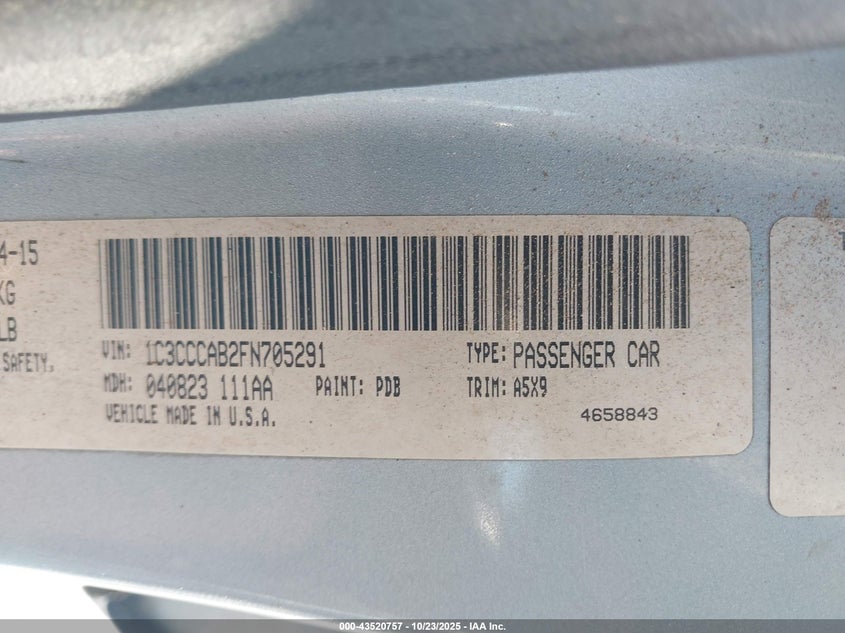 4-15
KG
LB
SAFETY,
VIN: 1C3CCCAB2FN705291 TYPE: PASSENGER CAR
MDH: 040823 111AA PAINT: PDB TRIM: A5X9
VEHICLE MADE IN U.S.A. 4658843
T
000-43520757 - 10/23/2025 - IAA Inc.